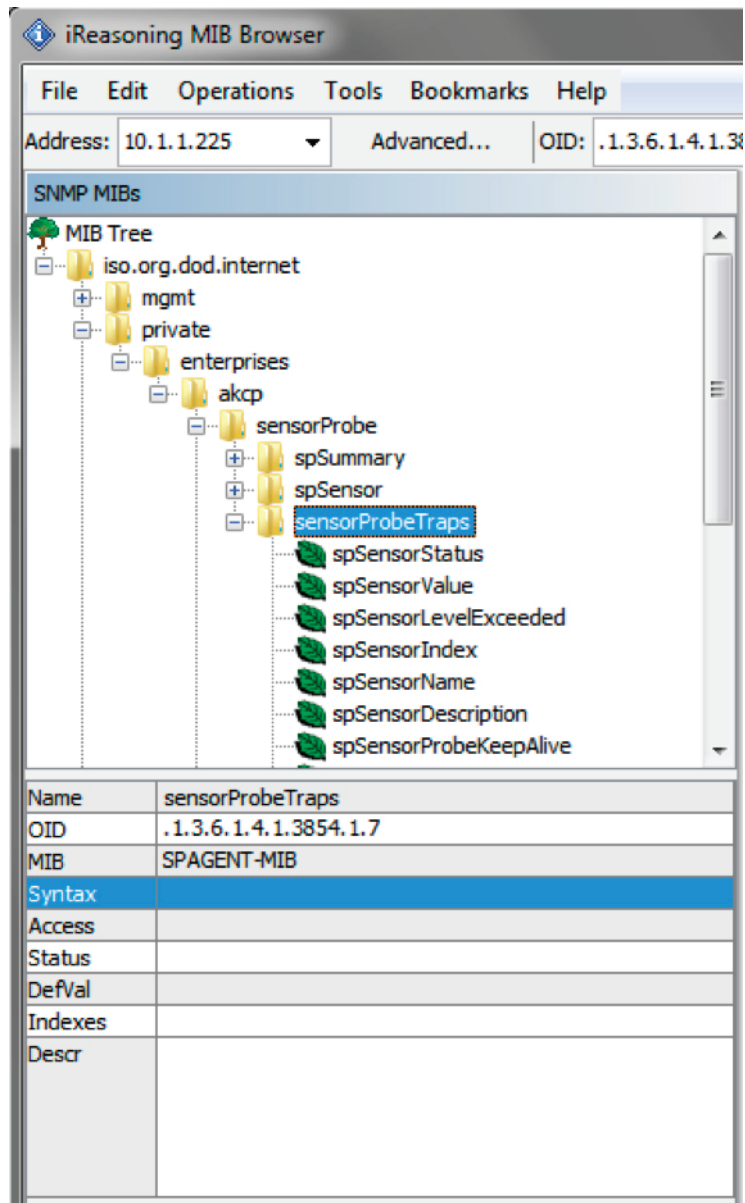 iReasoning MIB Browser
File Edit Operations Tools Bookmarks Help
Address: 10.1.1.225 Advanced... OID: .1.3.6.1.4.1.38
SNMP MIBs
MIB Tree
iso.org.dod.internet
mgmt
private
enterprises
akcp
sensorProbe
spSummary
spSensor
sensorProbeTraps
spSensorStatus
spSensorValue
spSensorLevelExceeded
spSensorIndex
spSensorName
spSensorDescription
spSensorProbeKeepAlive
Name sensorProbeTraps
OID .1.3.6.1.4.1.3854.1.7
MIB SPAGENT-MIB
Syntax
Access
Status
DefVal
Indexes
Descr